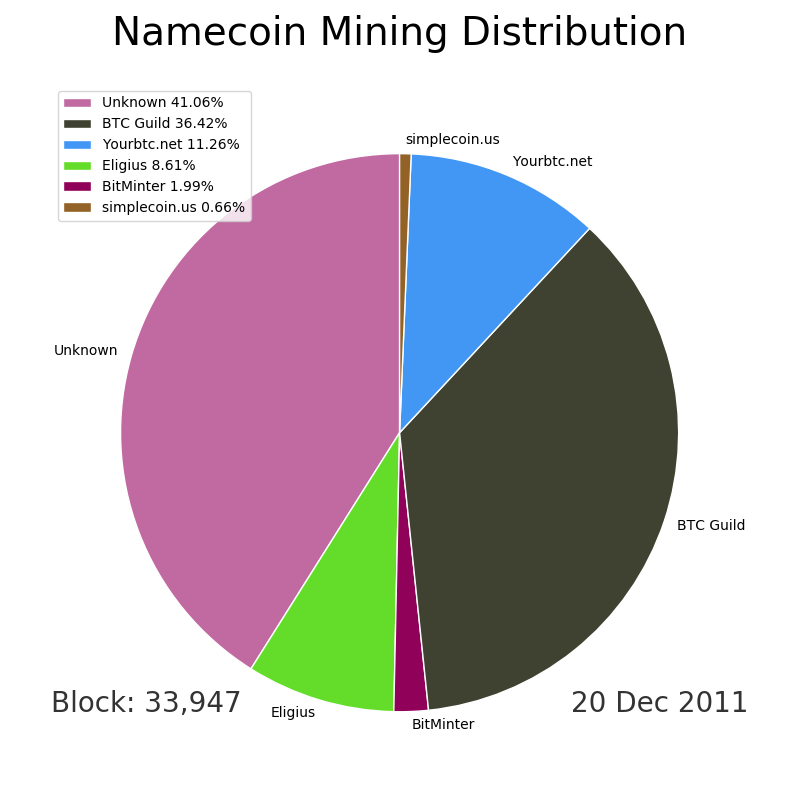 Namecoin Mining Distribution
Unknown 41.06%
BTC Guild 36.42%
Yourbtc.net 11.26%
Eligius 8.61%
BitMinter 1.99%
simplecoin.us 0.66%
simplecoin.us
Yourbtc.net
Unknown
BTC Guild
Block: 33,947
Eligius
BitMinter
20 Dec 2011